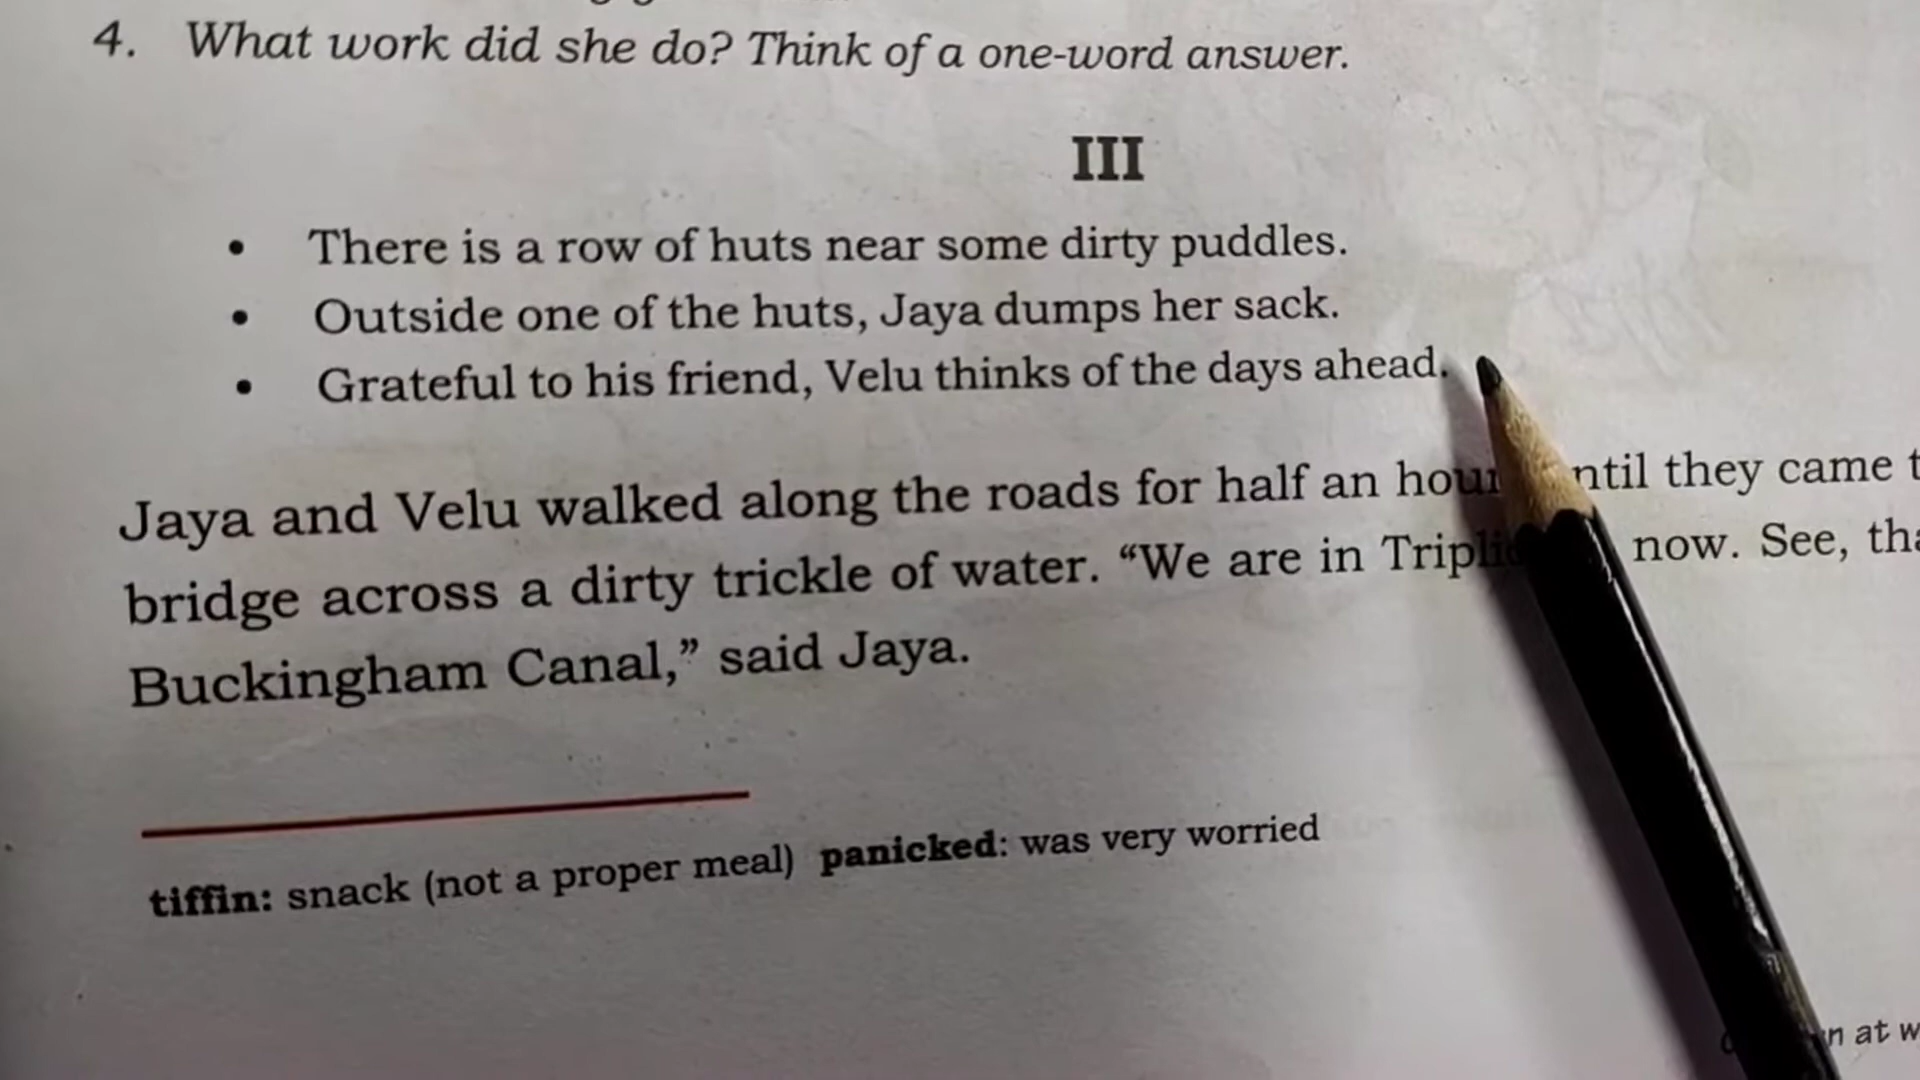 4. What work did she do? Think of a one-word answer.
III
• There is a row of huts near some dirty puddles.
• Outside one of the huts, Jaya dumps her sack.
• Grateful to his friend, Velu thinks of the days ahead.
Jaya and Velu walked along the roads for half an hour they came
bridge across a dirty trickle of water. “We are in now. See,
Buckingham Canal,” said Jaya.
tiffin: snack (not a proper meal) panicked: was very worried
at